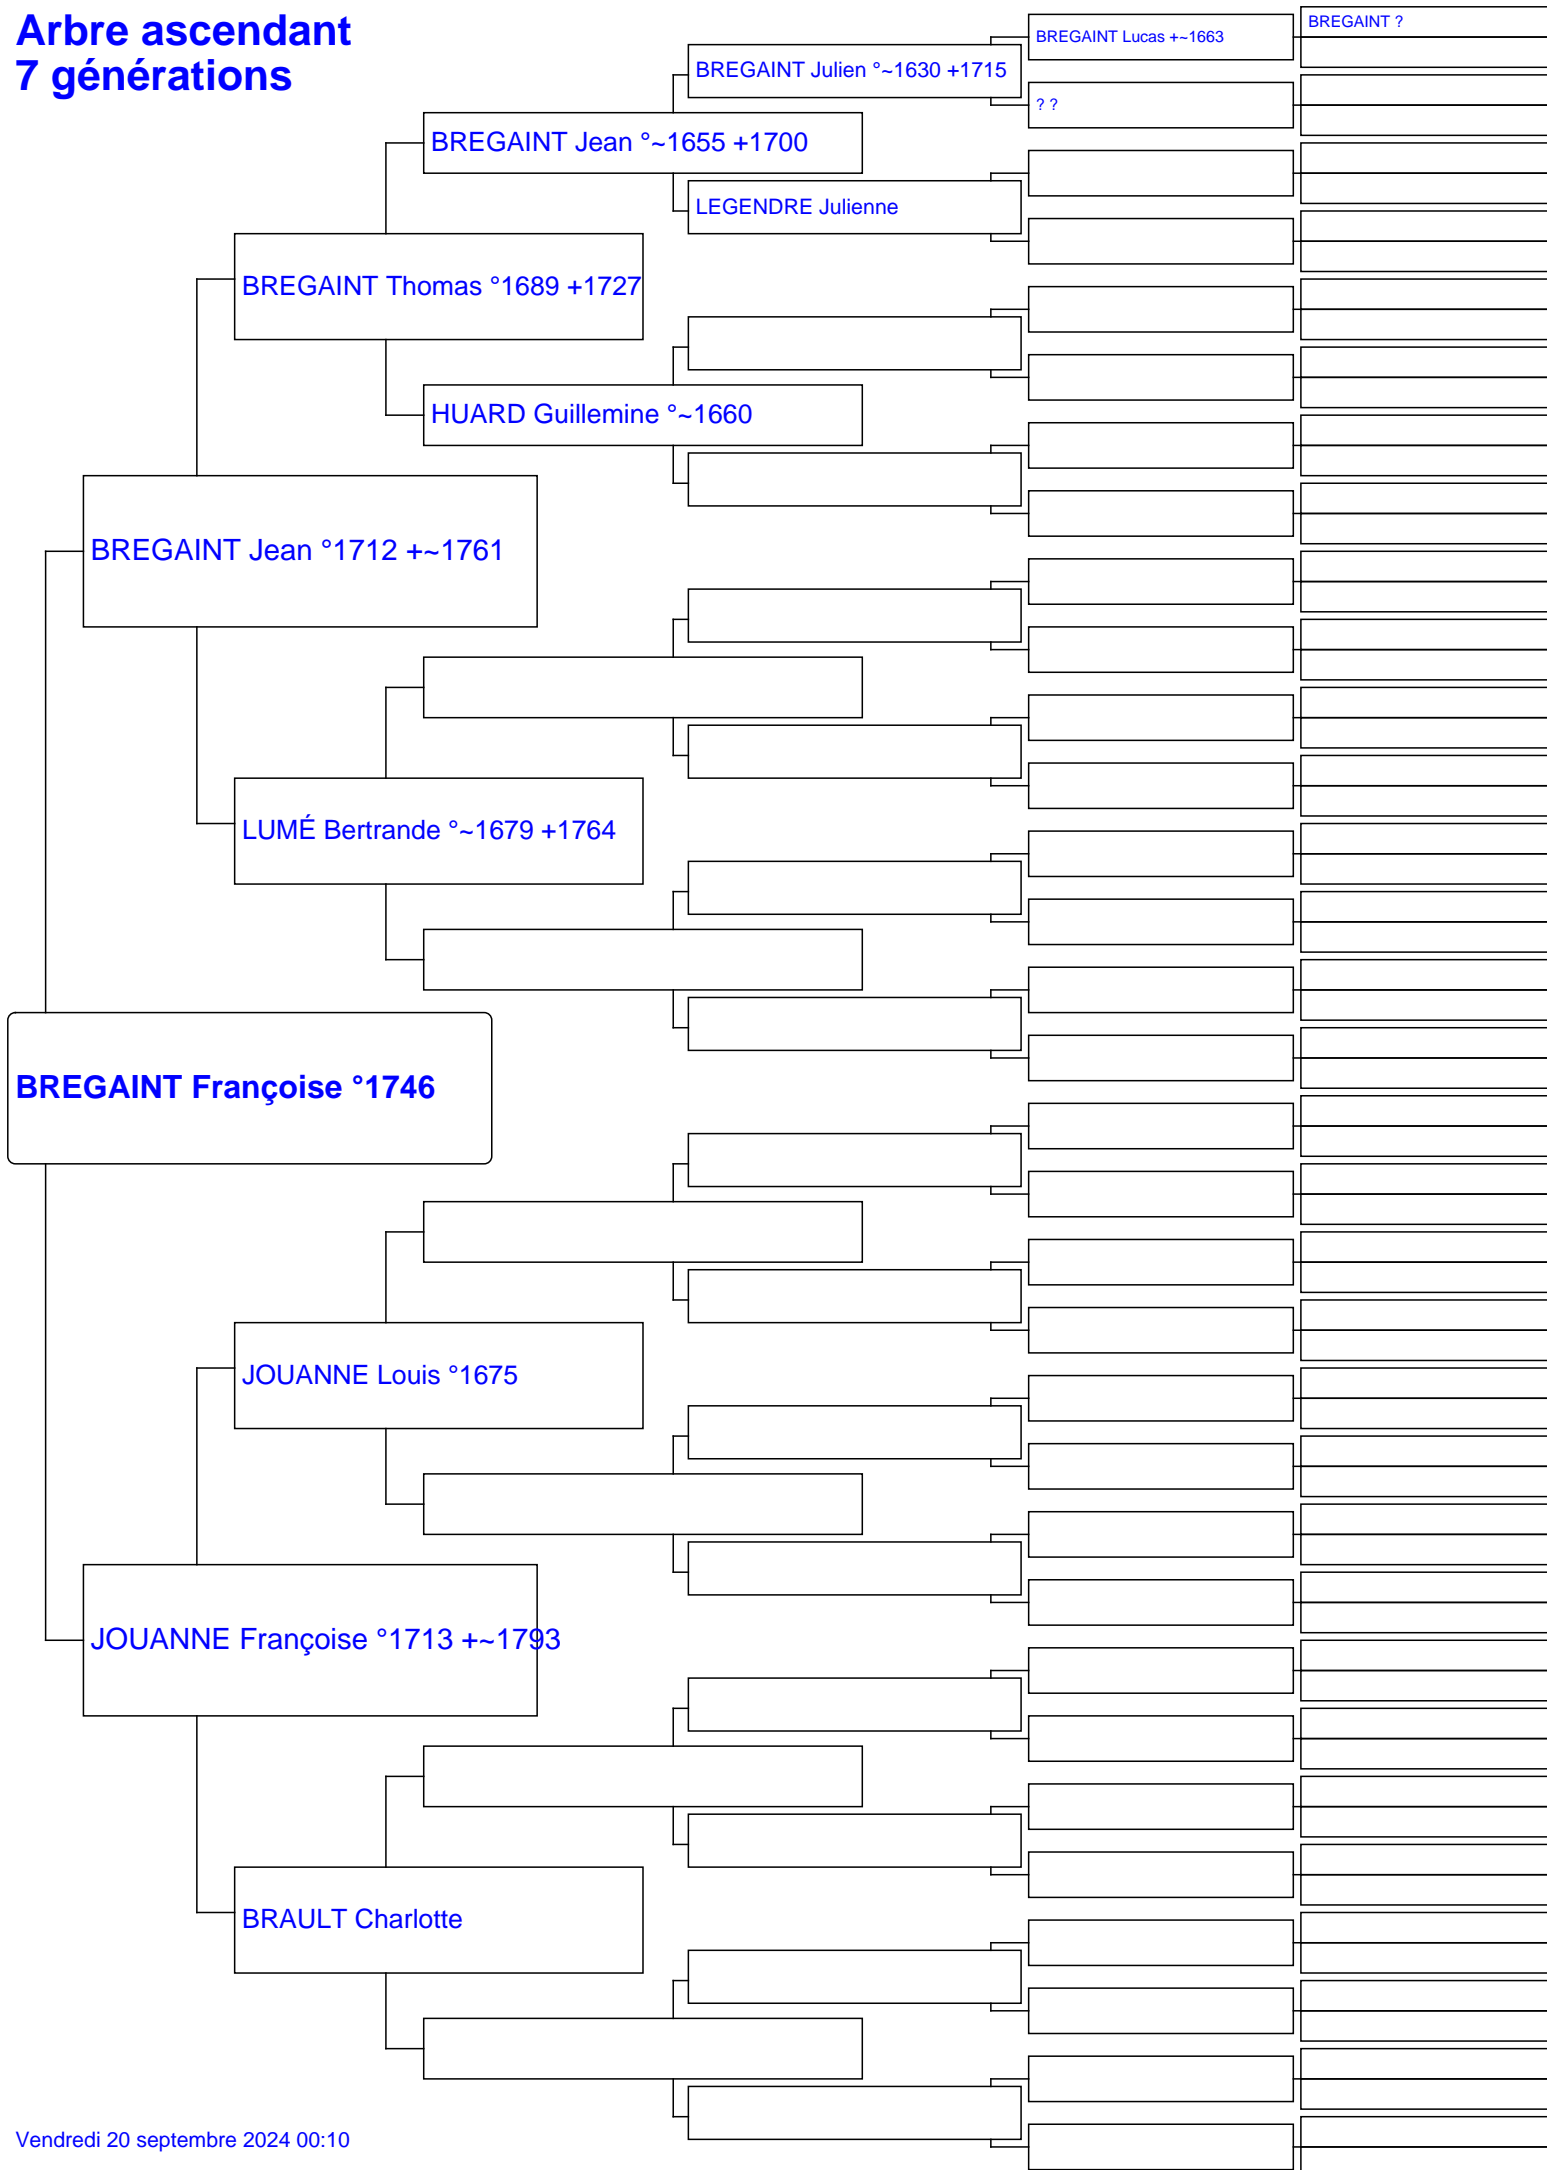 Arbre ascendant
7 générations
BREGAINT ?
BREGAINT Lucas +~1663
BREGAINT Julien °~1630 +1715
? ?
BREGAINT Jean °~1655 +1700
LEGENDRE Julienne
BREGAINT Thomas °1689 +1727
HUARD Guillemine °~1660
BREGAINT Jean °1712 +~1761
LUMÉ Bertrande °~1679 +1764
BREGAINT Françoise °1746
JOUANNE Louis °1675
JOUANNE Françoise °1713 +~1793
BRAULT Charlotte
Vendredi 20 septembre 2024 00:10